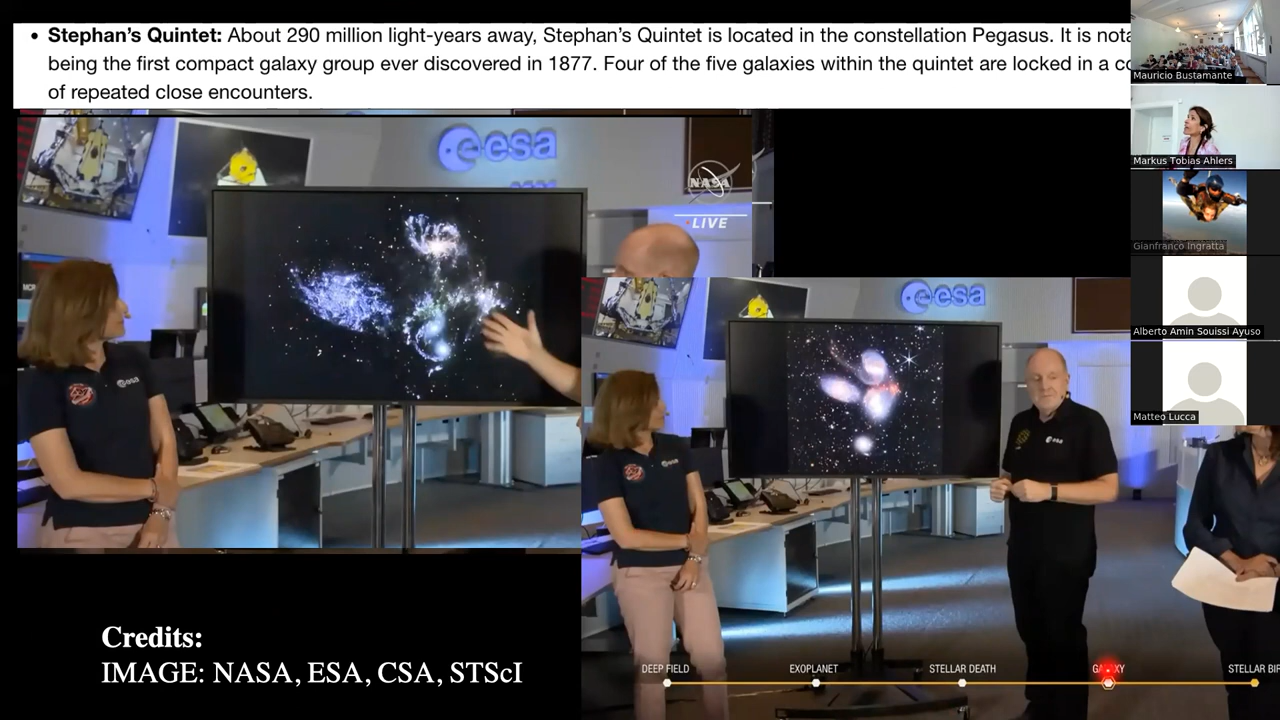 • Stephan's Quintet: About 290 million light-years away, Stephan's Quintet is located in the constellation Pegasus. It is
being the first compact galaxy group ever discovered in 1877. Four of the five galaxies within the quintet are locked in a
of repeated close encounters.
Mauricio Bustamante
Markus Tobias Ahlers
Gianfranco Ingratta
Alberto Amin Souissi Ayuso
Matteo Lucca
esa
NASA
LIVE
esa
esa
esa
esa
DEEP FIELD
EXOPLANET
STELLAR DEATH
GALAXY
STELLAR
Credits:
IMAGE: NASA, ESA, CSA, STScI